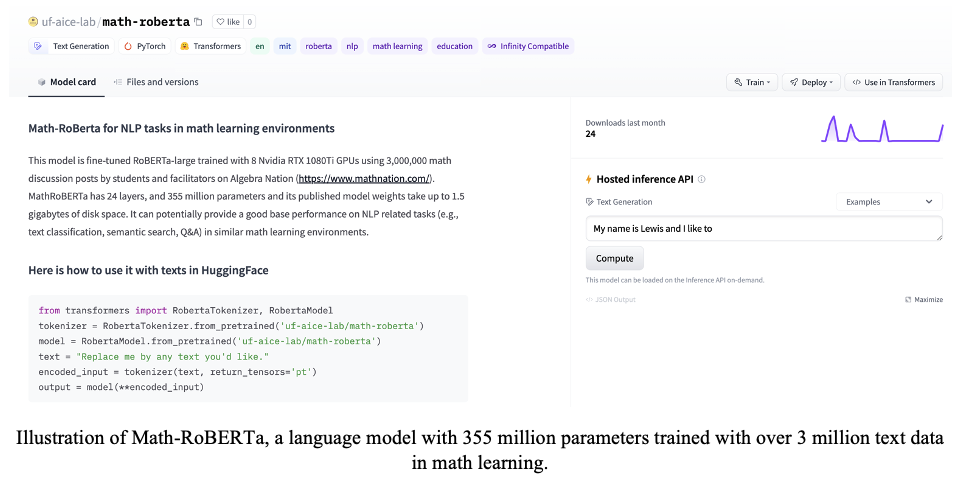 uf-aice-lab/math-roberta like 0
Text Generation PyTorch Transformers en mit roberta nlp math learning education Infinity Compatible
Model card Files and versions Train Deploy Use in Transformers
Math-RoBerta for NLP tasks in math learning environments
This model is fine-tuned RoBERTa-large trained with 8 Nvidia RTX 1080Ti GPUs using 3,000,000 math
discussion posts by students and facilitators on Algebra Nation (https://www.mathnation.com/).
MathRoBERTa has 24 layers, and 355 million parameters and its published model weights take up to 1.5
gigabytes of disk space. It can potentially provide a good base performance on NLP related tasks (e.g.,
text classification, semantic search, Q&A) in similar math learning environments.
Here is how to use it with texts in HuggingFace
from transformers import RobertaTokenizer, RobertaModel
tokenizer = RobertaTokenizer.from_pretrained('uf-aice-lab/math-roberta')
model = RobertaModel.from_pretrained('uf-aice-lab/math-roberta')
text = "Replace me by any text you'd like."
encoded_input = tokenizer(text, return_tensors='pt')
output = model(**encoded_input)
Downloads last month
24
Hosted inference API
Text Generation Examples
My name is Lewis and I like to
Compute
This model can be loaded on the Inference API on-demand.
JSON Output Maximize
Illustration of Math-RoBERTa, a language model with 355 million parameters trained with over 3 million text data
in math learning.